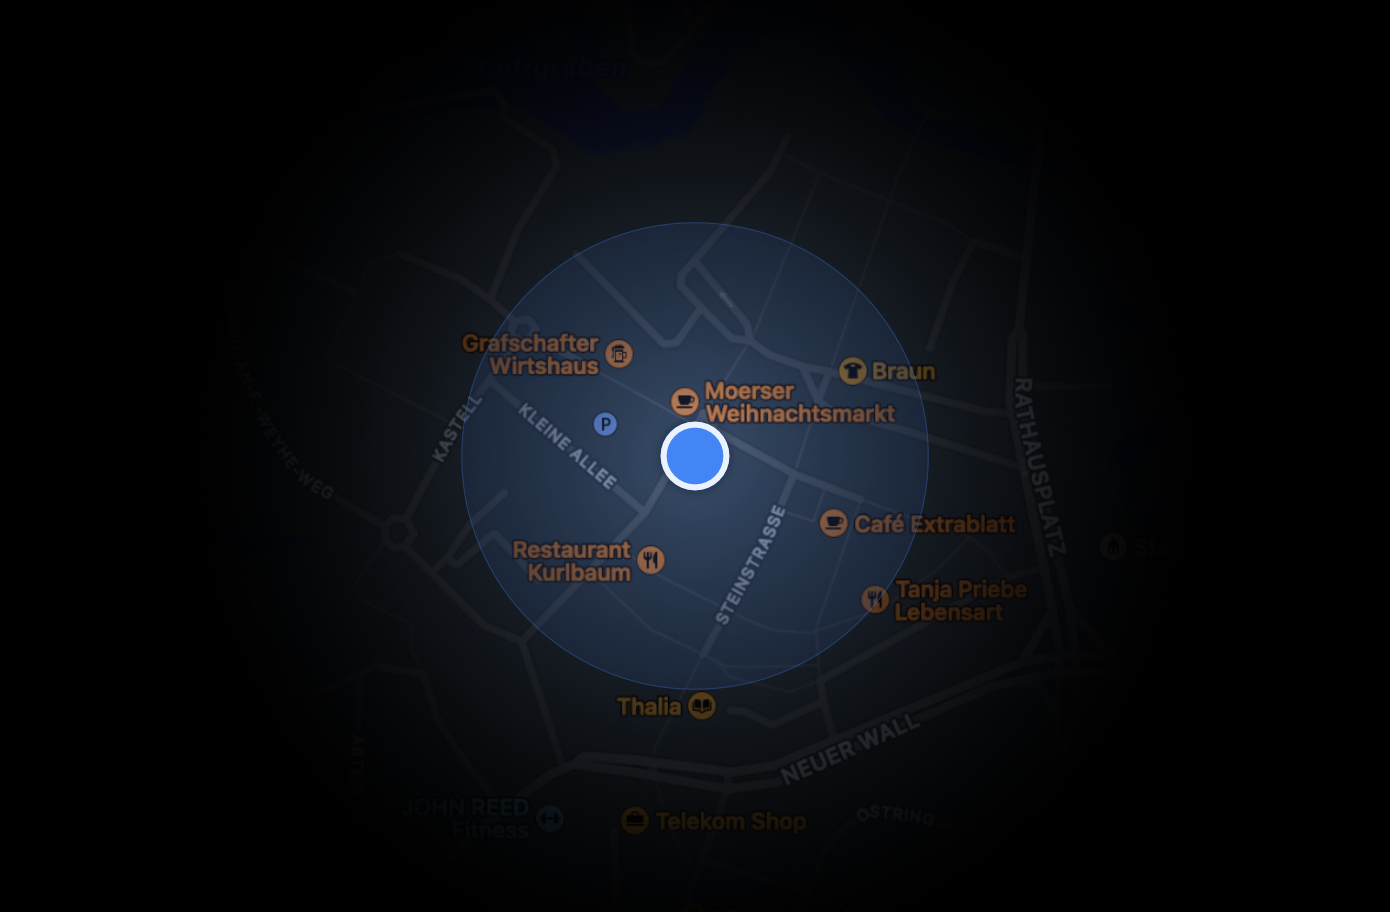 Stadtgraben
Grafschafter
Wirtshaus
Braun
Moerser
Weihnachtsmarkt
P
KASTELL
KLEINE ALLEE
RATHAUSPLATZ
Café Extrablatt
STEINSTRASSE
Restaurant
Kurlbaum
Tanja Priebe
Lebensart
Thalia
NEUER WALL
JOHN REED
Fitness
Telekom Shop
OSTRING